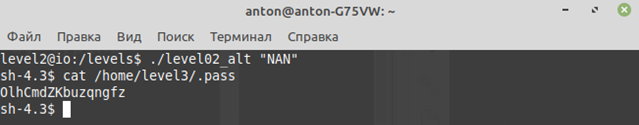 anton@anton-G75VW: ~
Файл Правка Вид Поиск Терминал Справка
level2@io:/levels$ ./level02_alt "NAN"
sh-4.3$ cat /home/level3/.pass
OlhCmdZKbuzqngfz
sh-4.3$